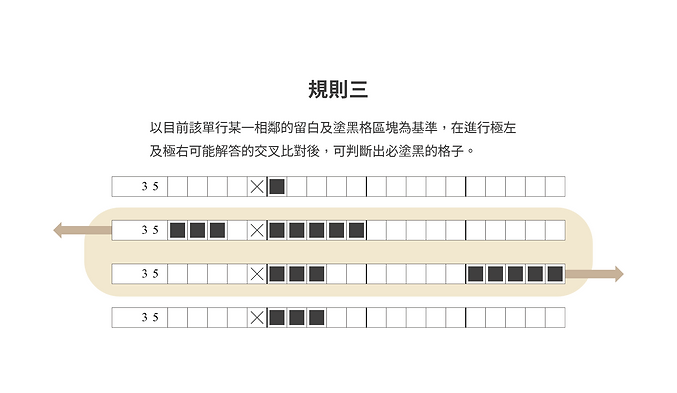 規則三
以目前該單行某一相鄰的留白及塗黑格區塊為基準，在進行極左
及極右可能解答的交叉比對後，可判斷出必塗黑的格子。
3 5
3 5
3 5
3 5